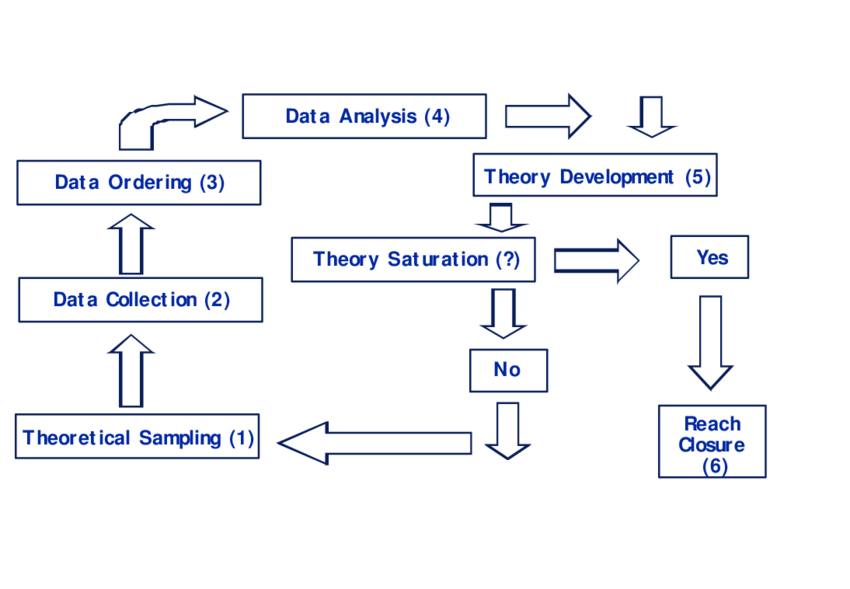 Data Analysis (4)
Data Ordering (3)
Theory Development (5)
Theory Saturation (?)
Yes
Data Collection (2)
No
Theoretical Sampling (1)
Reach
Closure
(6)